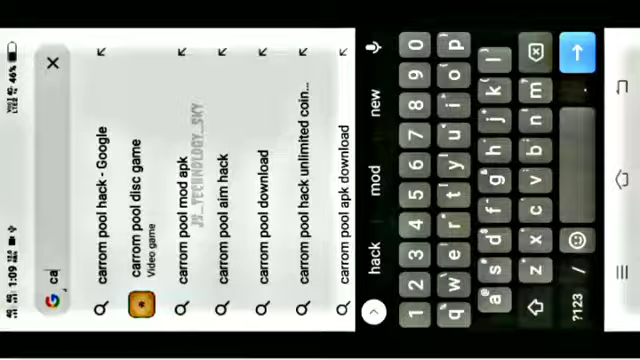 1:09
46%
ca
carrom pool hack - Google
carrom pool disc game
Video game
carrom pool mod apk
JS_TECHNOLOGY_SKY
carrom pool aim hack
carrom pool download
carrom pool hack unlimited coin...
carrom pool apk download
hack mod new
1 2 3 4 5 6 7 8 9 0
q w e r t y u i o p
a s d f g h j k l
z x c v b n m
?123 / .